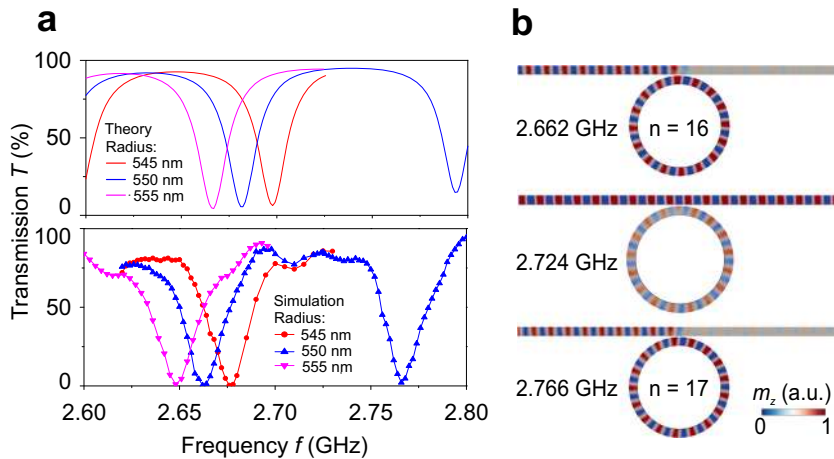 a
b
Transmission T (%)
100
50
0
Theory
Radius:
545 nm
550 nm
555 nm
100
50
0
Simulation
Radius:
545 nm
550 nm
555 nm
2.60 2.65 2.70 2.75 2.80
Frequency f (GHz)
2.662 GHz
n = 16
2.724 GHz
2.766 GHz
n = 17
mz (a.u.)
0 1